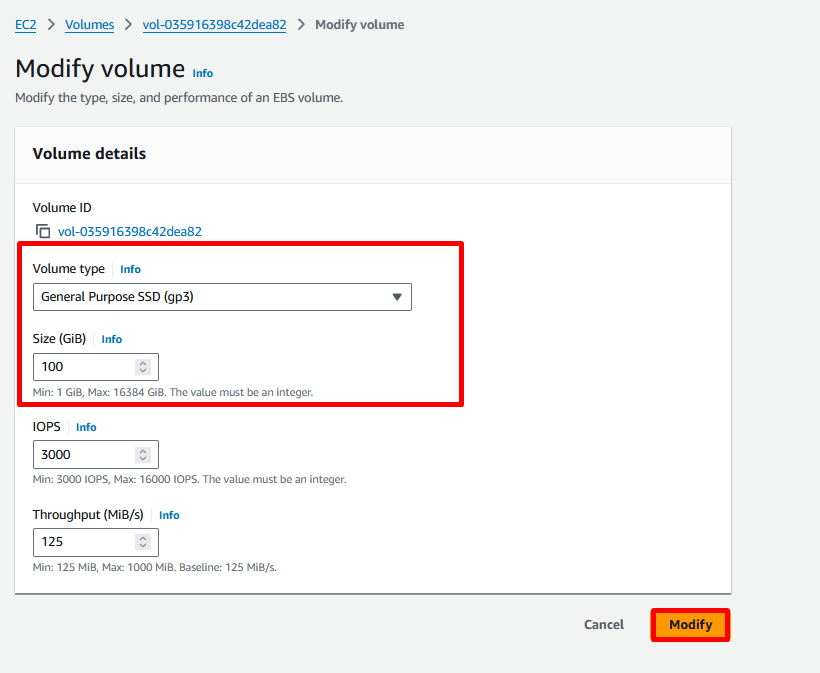 EC2 > Volumes > vol-035916398c42dea82 > Modify volume
Modify volume Info
Modify the type, size, and performance of an EBS volume.
Volume details
Volume ID
vol-035916398c42dea82
Volume type Info
General Purpose SSD (gp3)
Size (GiB) Info
100
Min: 1 GiB, Max: 16384 GiB. The value must be an integer.
IOPS Info
3000
Min: 3000 IOPS, Max: 16000 IOPS. The value must be an integer.
Throughput (MiB/s) Info
125
Min: 125 MiB, Max: 1000 MiB. Baseline: 125 MiB/s.
Cancel Modify